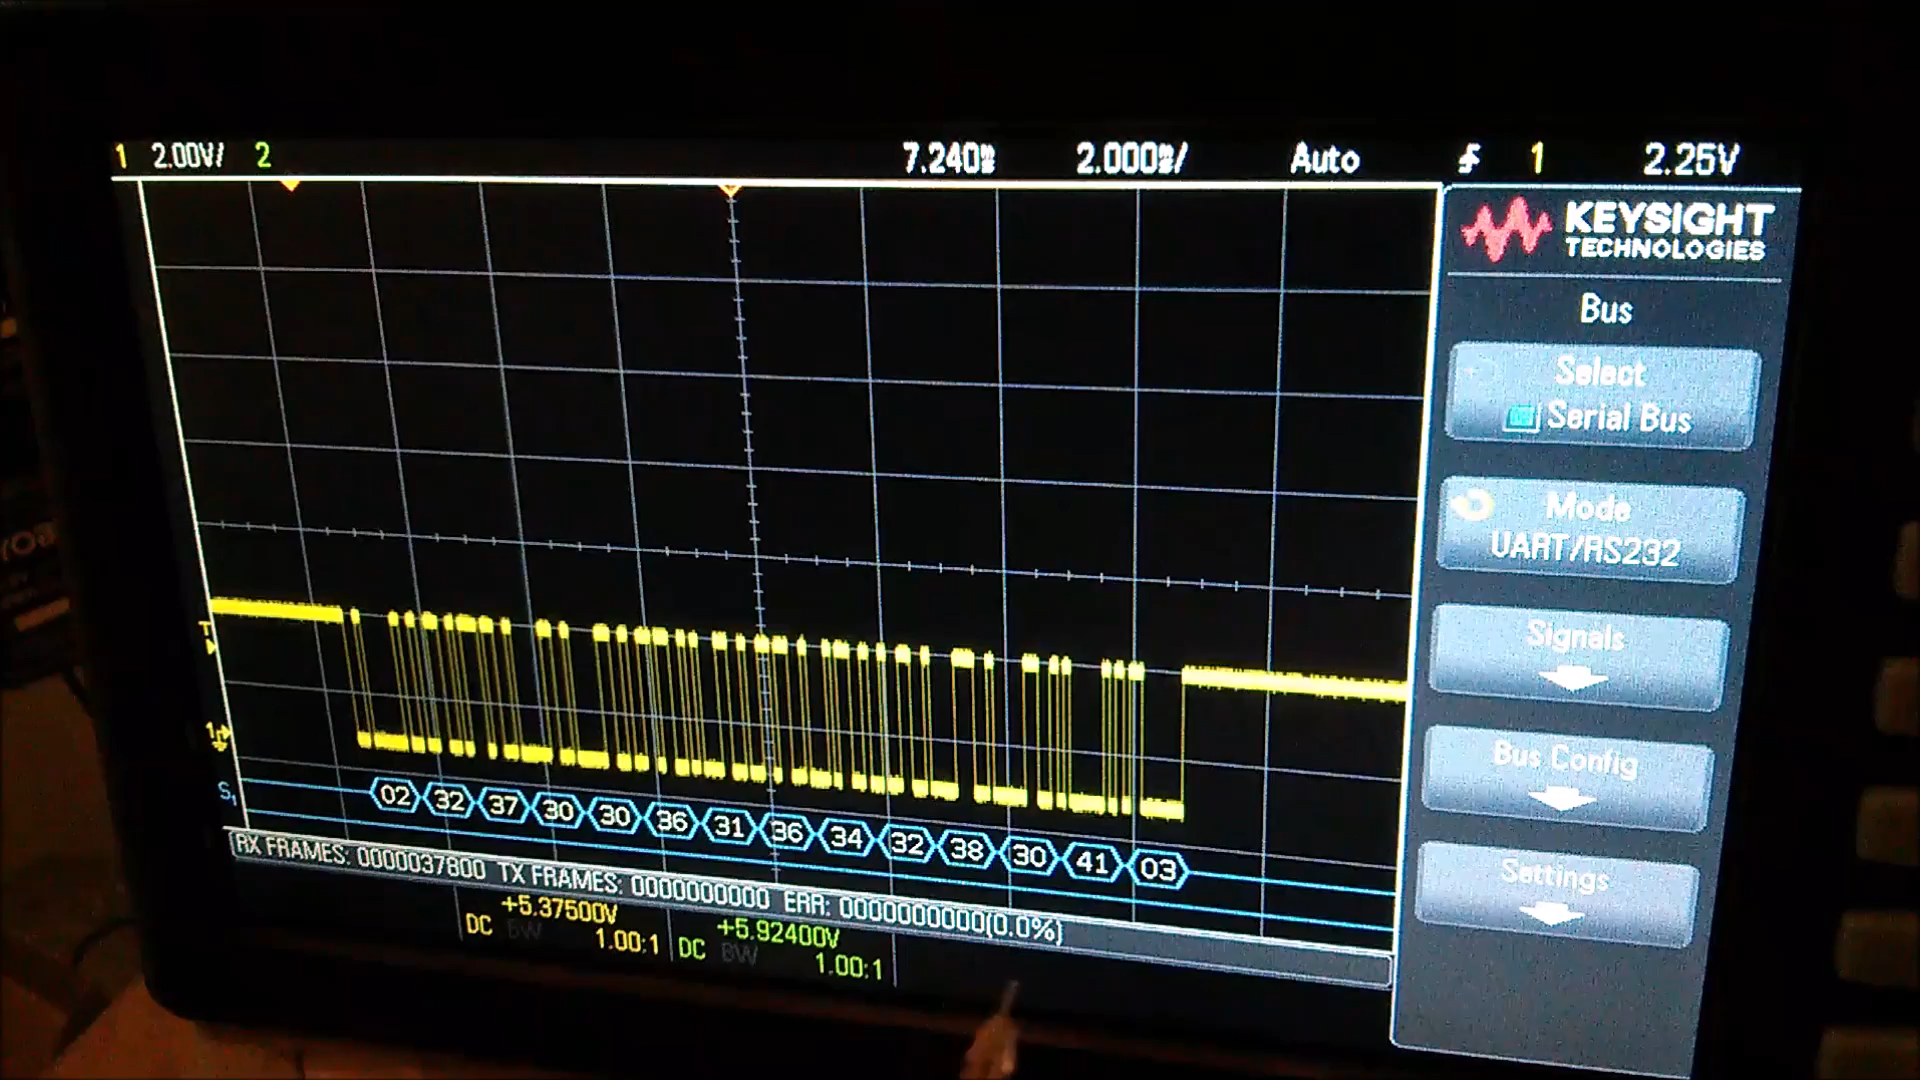 1 2.00V/ 2 7.240ms 2.000ms/ Auto 1 2.25V
KEYSIGHT
TECHNOLOGIES
Bus
Select
Serial Bus
Mode
UART/RS232
Signals
Bus Config
Settings
T
1
S1 02 32 37 30 30 36 31 36 34 32 38 30 41 03
RX FRAMES: 0000037800 TX FRAMES: 0000000000 ERR: 0000000000(0.0%)
+5.37500V
DC BW 1.00:1
+5.92400V
DC BW 1.00:1